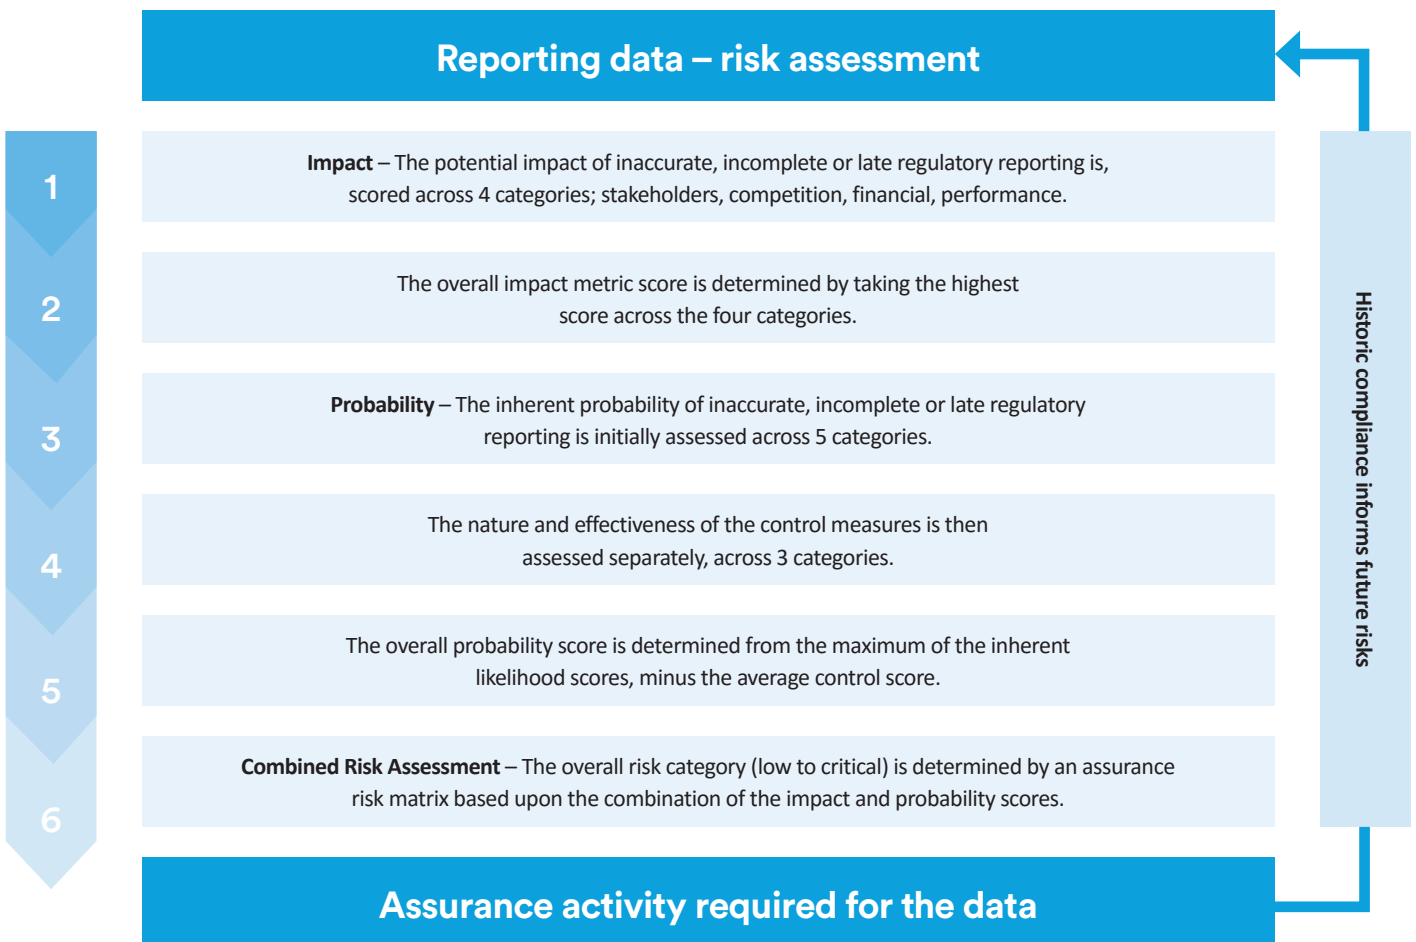 Reporting data – risk assessment
1
Impact – The potential impact of inaccurate, incomplete or late regulatory reporting is,
scored across 4 categories; stakeholders, competition, financial, performance.
2
The overall impact metric score is determined by taking the highest
score across the four categories.
3
Probability – The inherent probability of inaccurate, incomplete or late regulatory
reporting is initially assessed across 5 categories.
4
The nature and effectiveness of the control measures is then
assessed separately, across 3 categories.
5
The overall probability score is determined from the maximum of the inherent
likelihood scores, minus the average control score.
6
Combined Risk Assessment – The overall risk category (low to critical) is determined by an assurance
risk matrix based upon the combination of the impact and probability scores.
Assurance activity required for the data
Historic compliance informs future risks